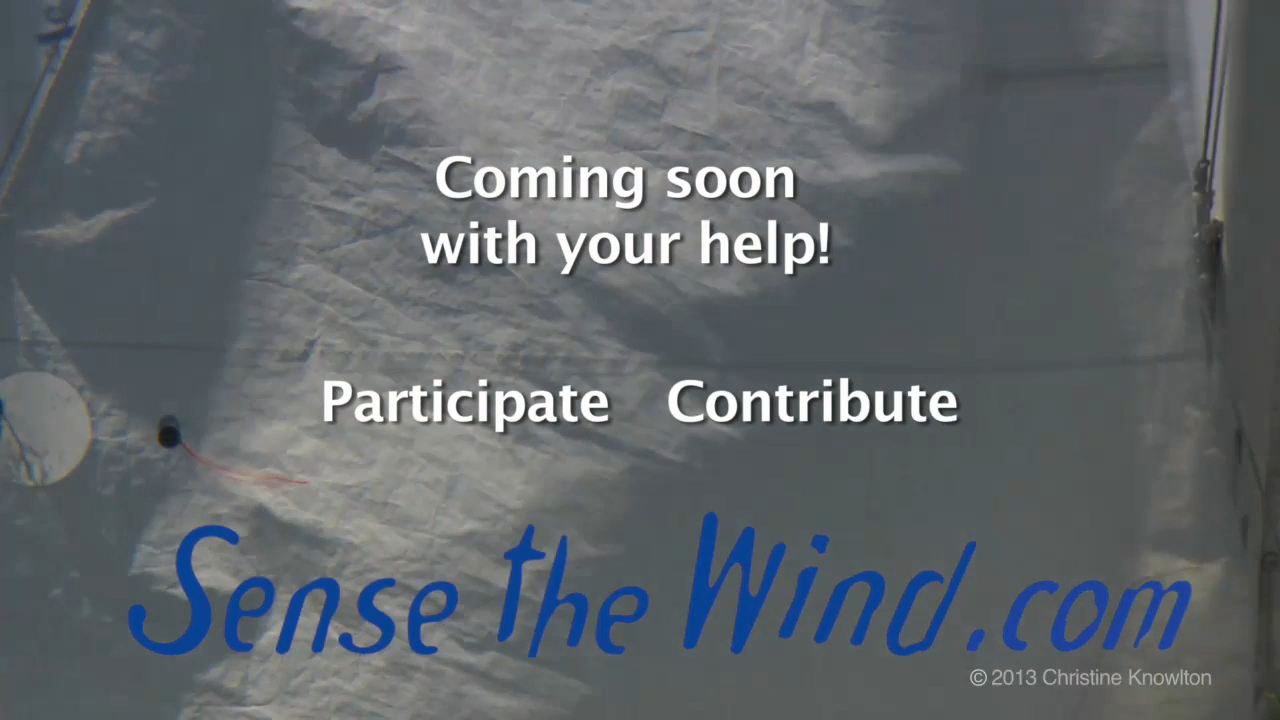 Coming soon
with your help!
Participate Contribute
Sense the Wind.com
© 2013 Christine Knowlton